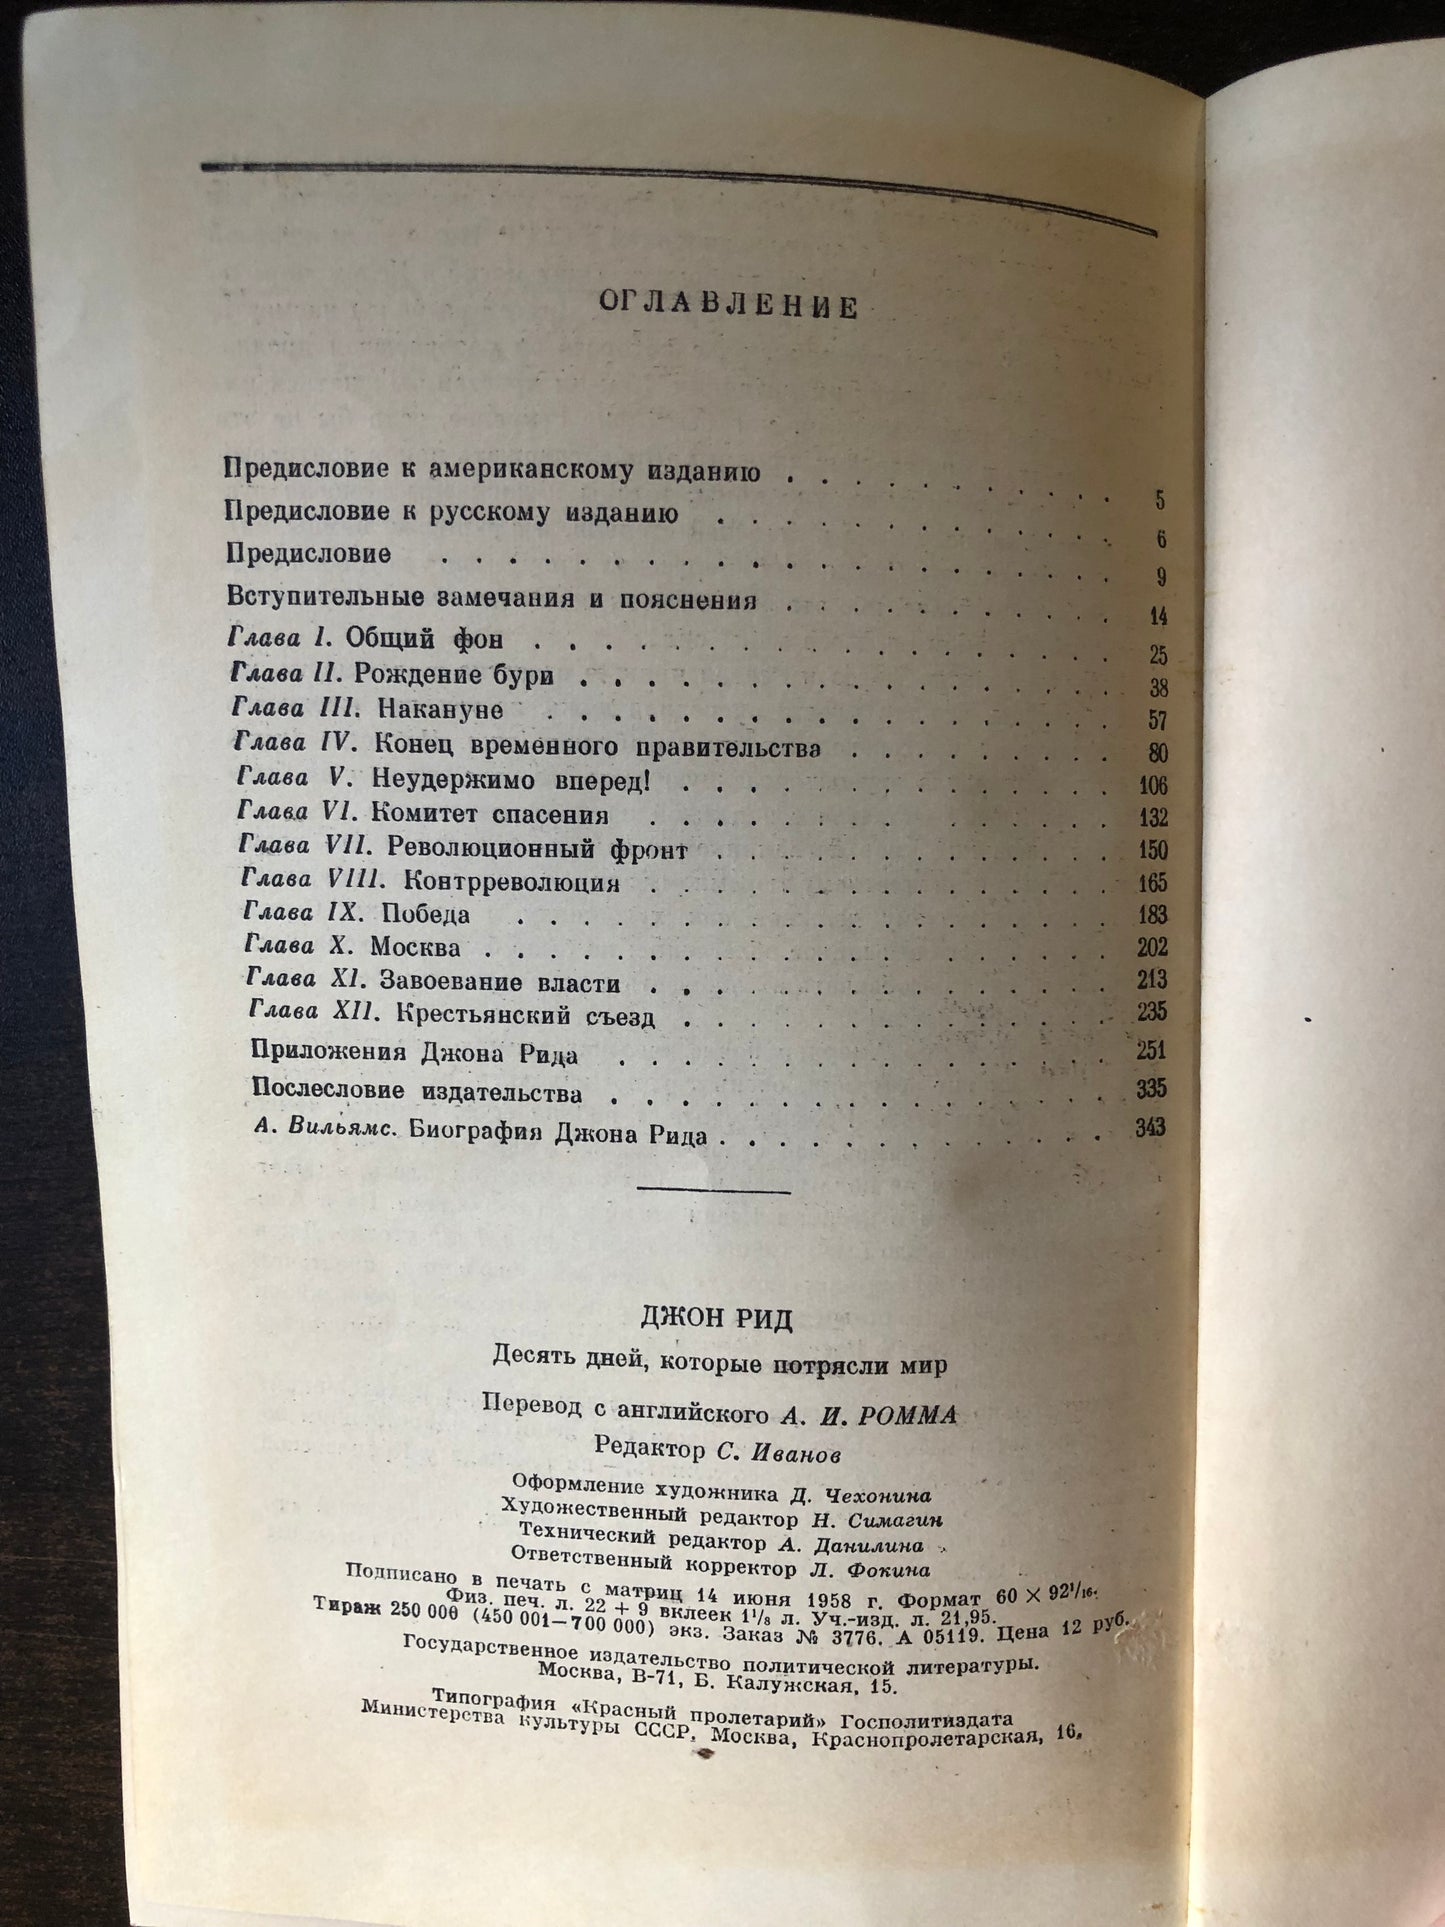 ОГЛАВЛЕНИЕ
Предисловие к американскому изданию . . . . . . . . . . 5
Предисловие к русскому изданию . . . . . . . . . . . . 6
Предисловие . . . . . . . . . . . . . . . . . . . . 9
Вступительные замечания и пояснения . . . . . . . . . . 14
Глава I. Общий фон . . . . . . . . . . . . . . . . . 25
Глава II. Рождение бури . . . . . . . . . . . . . . . . 38
Глава III. Накануне . . . . . . . . . . . . . . . . . 57
Глава IV. Конец временного правительства . . . . . . . . 80
Глава V. Неудержимо вперед! . . . . . . . . . . . . . 106
Глава VI. Комитет спасения . . . . . . . . . . . . . . 132
Глава VII. Революционный фронт . . . . . . . . . . . . 150
Глава VIII. Контрреволюция . . . . . . . . . . . . . . 165
Глава IX. Победа . . . . . . . . . . . . . . . . . . 183
Глава X. Москва . . . . . . . . . . . . . . . . . . . 202
Глава XI. Завоевание власти . . . . . . . . . . . . . . 213
Глава XII. Крестьянский съезд . . . . . . . . . . . . . 235
Приложения Джона Рида . . . . . . . . . . . . . . . 251
Послесловие издательства . . . . . . . . . . . . . . . 335
А. Вильямс. Биография Джона Рида . . . . . . . . . . . . 343
ДЖОН РИД
Десять дней, которые потрясли мир
Перевод с английского А. И. РОММА
Редактор С. Иванов
Оформление художника Д. Чехонина
Художественный редактор Н. Симагин
Технический редактор А. Данилина
Ответственный корректор Л. Фокина
Подписано в печать с матриц 14 июня 1958 г. Формат 60 × 92¹/₁₆.
Физ. печ. л. 22 + 9 вклеек 1¹/₈ л. Уч.-изд. л. 21,95.
Тираж 250 000 (450 001—700 000) экз. Заказ № 3776. А 05119. Цена 12 руб.
Государственное издательство политической литературы.
Москва, В-71, Б. Калужская, 15.
Типография «Красный пролетарий» Госполитиздата
Министерства культуры СССР. Москва, Краснопролетарская, 16.